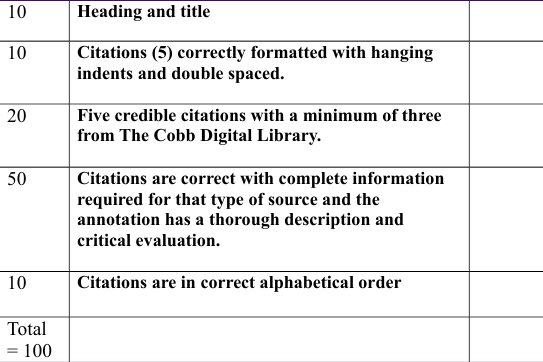 10 Heading and title
10 Citations (5) correctly formatted with hanging
indents and double spaced.
20 Five credible citations with a minimum of three
from The Cobb Digital Library.
50 Citations are correct with complete information
required for that type of source and the
annotation has a thorough description and
critical evaluation.
10 Citations are in correct alphabetical order
Total
= 100